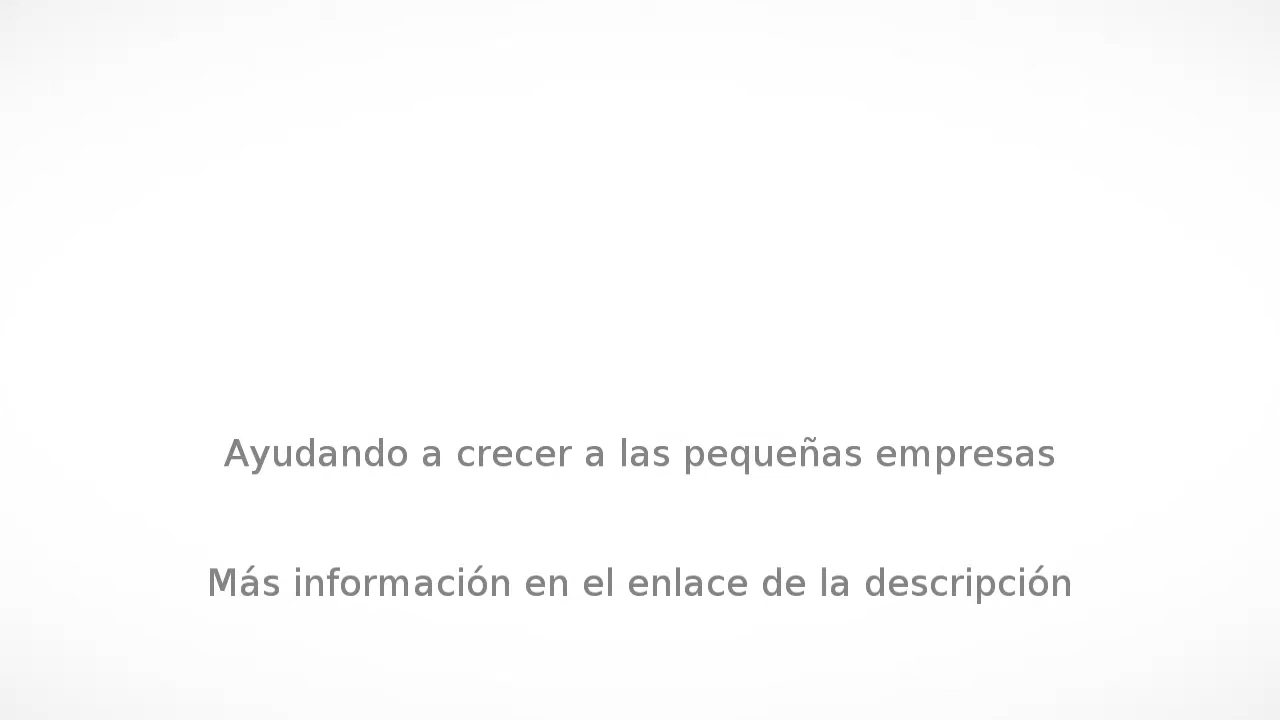 Ayudando a crecer a las pequeñas empresas
Más información en el enlace de la descripción